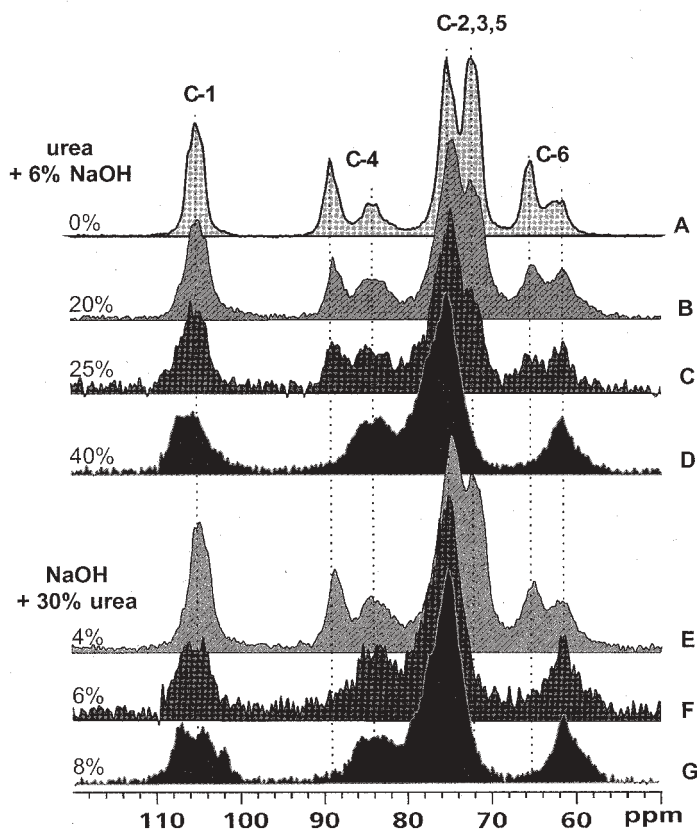 C-2,3,5
C-1
urea
+ 6% NaOH
C-4
C-6
0%
A
20%
B
25%
C
40%
D
NaOH
+ 30% urea
4%
E
6%
F
8%
G
110 100 90 80 70 60 ppm